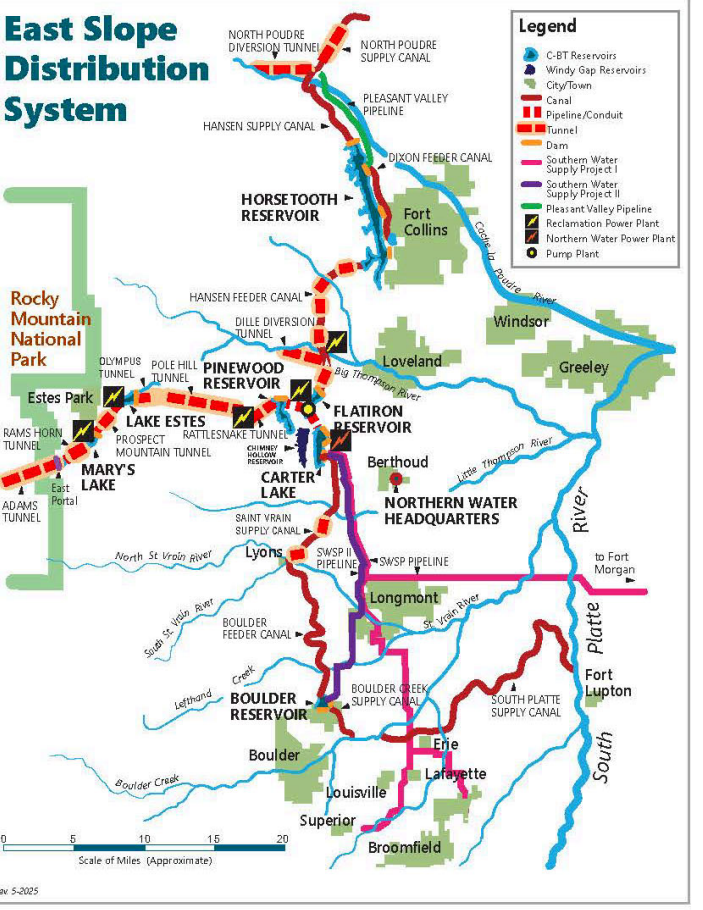 East Slope
Distribution
System
Legend
C-BT Reservoirs
Windy Gap Reservoirs
City/Town
Canal
Pipeline/Conduit
Tunnel
Dam
Southern Water
Supply Project I
Southern Water
Supply Project II
Pleasant Valley Pipeline
Reclamation Power Plant
Northern Water Power Plant
Pump Plant
NORTH POUDRE
DIVERSION TUNNEL
NORTH POUDRE
SUPPLY CANAL
PLEASANT VALLEY
PIPELINE
HANSEN SUPPLY CANAL
DIXON FEEDER CANAL
HORSETOOTH
RESERVOIR
Fort
Collins
Cache la Poudre River
Windsor
Greeley
HANSEN FEEDER CANAL
DILLE DIVERSION
TUNNEL
Loveland
Big Thompson River
Rocky
Mountain
National
Park
OLYMPUS
TUNNEL
POLE HILL
TUNNEL
PINEWOOD
RESERVOIR
Estes Park
LAKE ESTES
RATTLESNAKE TUNNEL
FLATIRON
RESERVOIR
RAMS HORN
TUNNEL
PROSPECT
MOUNTAIN TUNNEL
MARY'S
LAKE
CHIMNEY
HOLLOW
RESERVOIR
CARTER
LAKE
Berthoud
Little Thompson River
NORTHERN WATER
HEADQUARTERS
East
Portal
ADAMS
TUNNEL
SAINT VRAIN
SUPPLY CANAL
Lyons
North St Vrain River
SWSP II
PIPELINE
SWSP PIPELINE
to Fort
Morgan
Longmont
St. Vrain River
South St. Vrain River
BOULDER
FEEDER CANAL
Lefthand Creek
BOULDER
RESERVOIR
BOULDER CREEK
SUPPLY CANAL
SOUTH PLATTE
SUPPLY CANAL
Fort
Lupton
South Platte River
Boulder
Erie
Lafayette
Boulder Creek
Louisville
Superior
Broomfield
0 5 10 15 20
Scale of Miles (Approximate)
ev. 5-2025